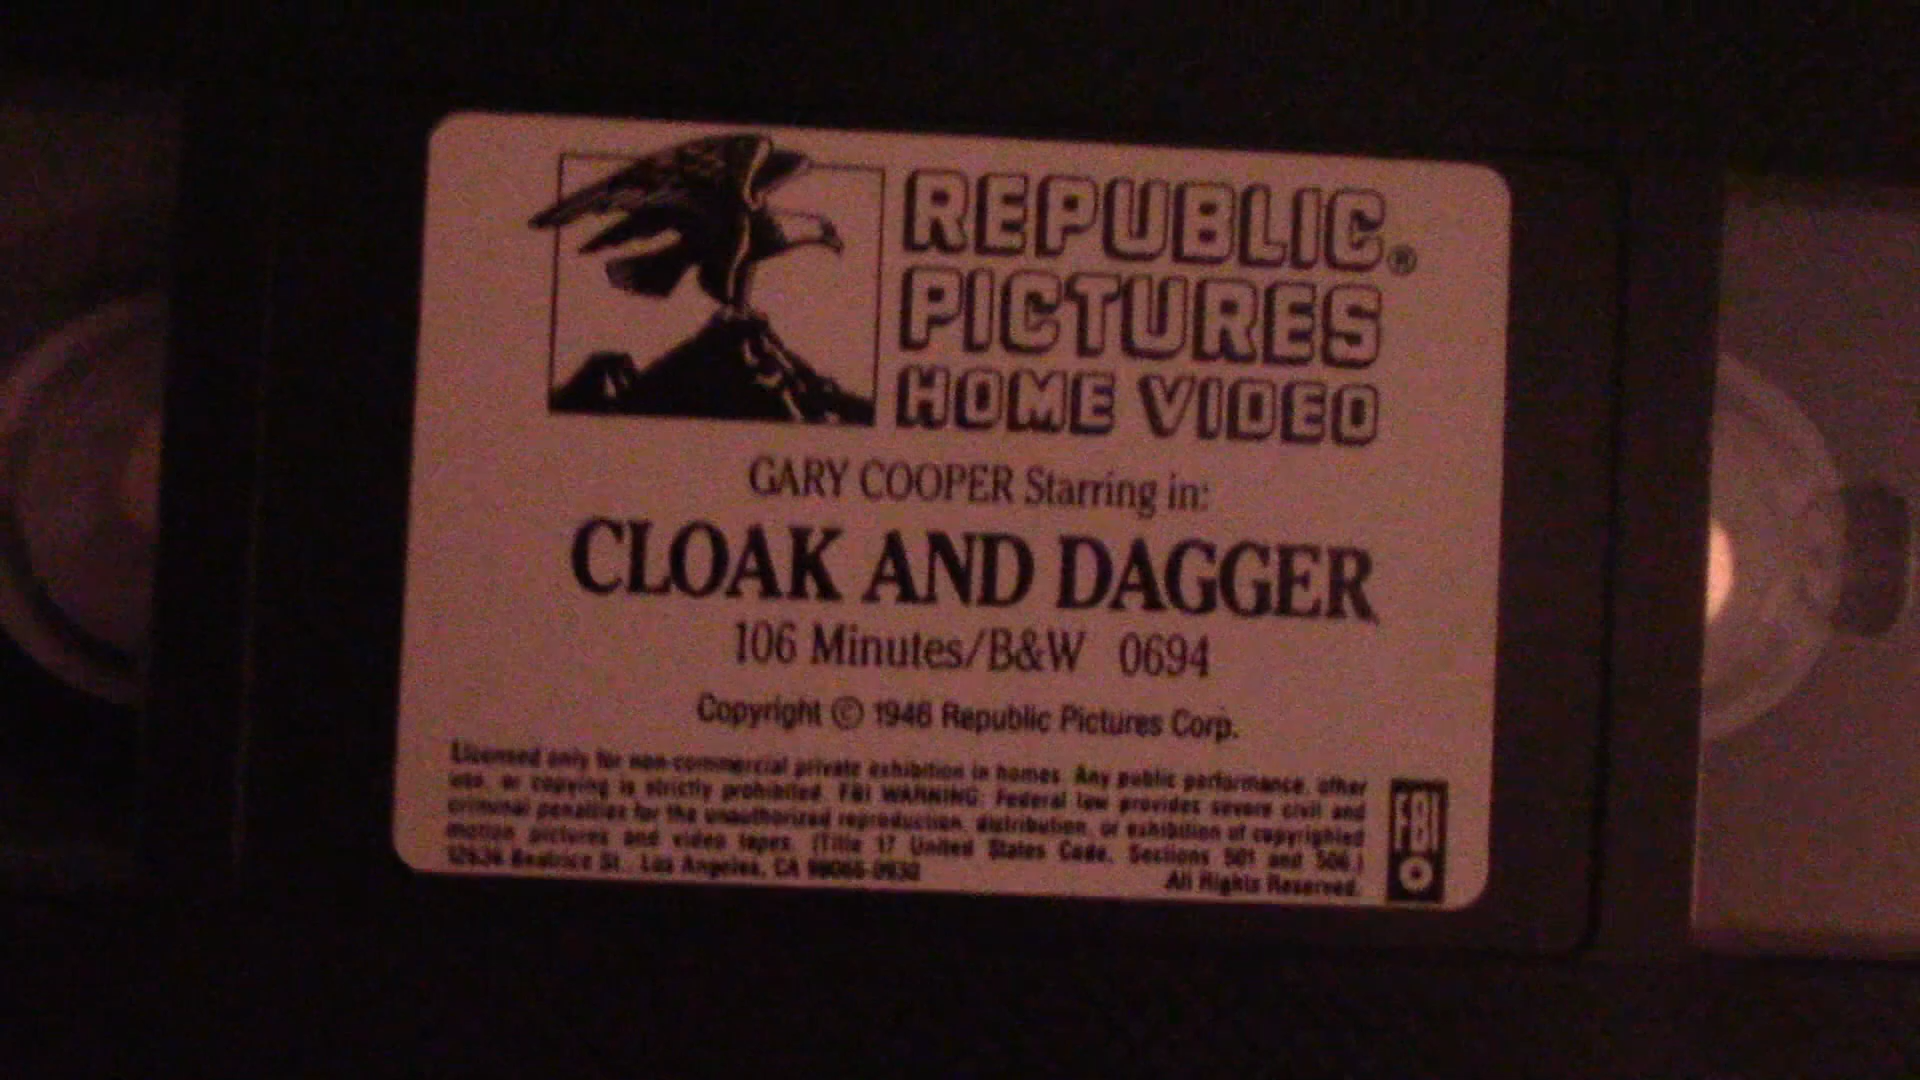 REPUBLIC®
PICTURES
HOME VIDEO
GARY COOPER Starring in:
CLOAK AND DAGGER
106 Minutes/B&W 0694
Copyright © 1946 Republic Pictures Corp.
Licensed only for non-commercial private exhibition in homes. Any public performance, other
use, or copying is strictly prohibited. FBI WARNING: Federal law provides severe civil and
criminal penalties for the unauthorized reproduction, distribution, or exhibition of copyrighted
motion pictures and video tapes. (Title 17 United States Code, Sections 501 and 506.)
12636 Beatrice St., Los Angeles, CA 90066-0930
All Rights Reserved.
FBI